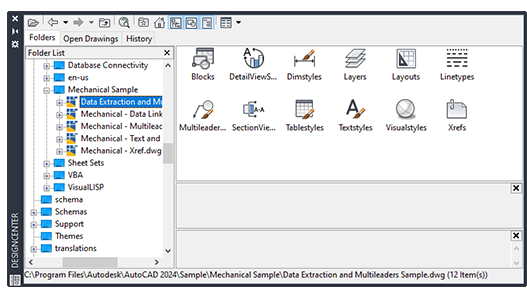 Folders
Open Drawings
History
Folder List
Database Connectivity
en-us
Mechanical Sample
Data Extraction and Mu
Mechanical - Data Link
Mechanical - Multileac
Mechanical - Text and
Mechanical - Xref.dwg
Sheet Sets
VBA
VisualLISP
schema
Schemas
Support
Themes
translations
Blocks
DetailViewS...
Dimstyles
Layers
Layouts
Linetypes
Multileader...
SectionView...
Tablestyles
Textstyles
Visualstyles
Xrefs
DESIGNCENTER
C:\Program Files\Autodesk\AutoCAD 2024\Sample\Mechanical Sample\Data Extraction and Multileaders Sample.dwg (12 Item(s))